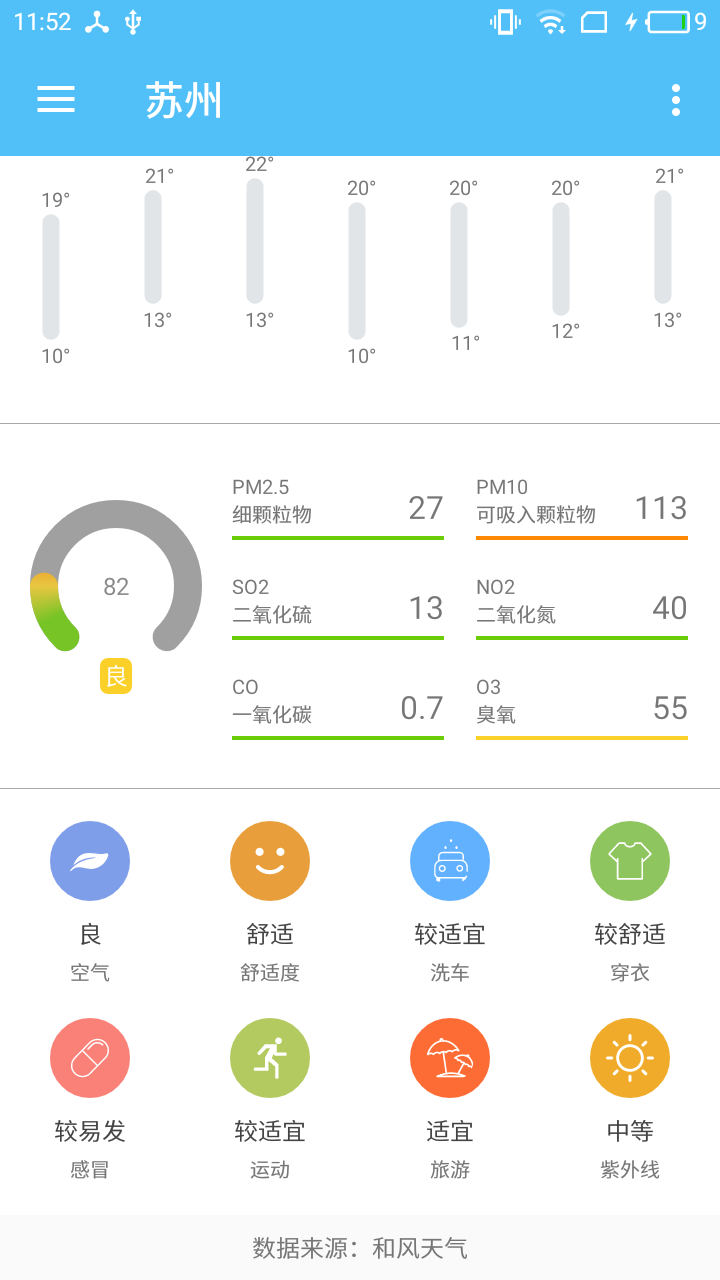 11:52 9
苏州
19° 21° 22° 20° 20° 20° 21°
10° 13° 13° 10° 11° 12° 13°
82
良
PM2.5
细颗粒物 27
PM10
可吸入颗粒物 113
SO2
二氧化硫 13
NO2
二氧化氮 40
CO
一氧化碳 0.7
O3
臭氧 55
良 舒适 较适宜 较舒适
空气 舒适度 洗车 穿衣
较易发 较适宜 适宜 中等
感冒 运动 旅游 紫外线
数据来源：和风天气